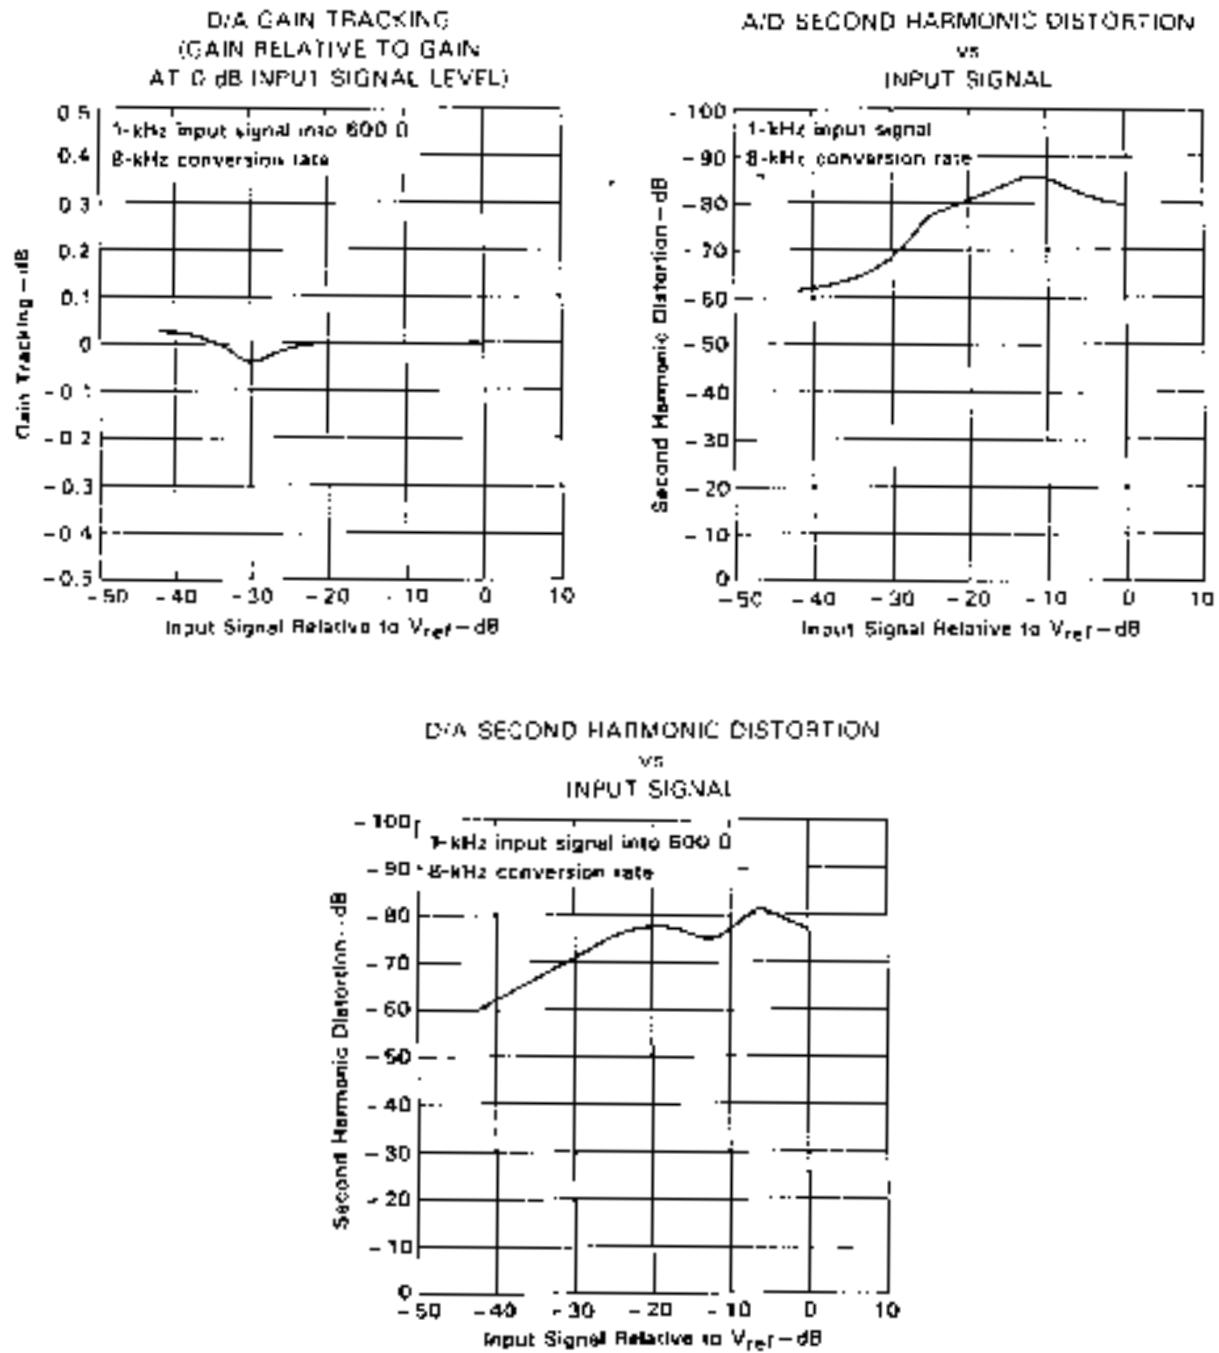 D/A GAIN TRACKING
(GAIN RELATIVE TO GAIN
AT 0 dB INPUT SIGNAL LEVEL)
1-kHz input signal into 600 Ω
8-kHz conversion rate
0.5
0.4
0.3
0.2
0.1
0
-0.1
-0.2
-0.3
-0.4
-0.5
Gain Tracking—dB
-50 -40 -30 -20 -10 0 10
Input Signal Relative to Vref—dB
A/D SECOND HARMONIC DISTORTION
vs
INPUT SIGNAL
1-kHz input signal
8-kHz conversion rate
-100
-90
-80
-70
-60
-50
-40
-30
-20
-10
0
Second Harmonic Distortion—dB
-50 -40 -30 -20 -10 0 10
Input Signal Relative to Vref—dB
D/A SECOND HARMONIC DISTORTION
vs
INPUT SIGNAL
1-kHz input signal into 600 Ω
8-kHz conversion rate
-100
-90
-80
-70
-60
-50
-40
-30
-20
-10
0
Second Harmonic Distortion—dB
-50 -40 -30 -20 -10 0 10
Input Signal Relative to Vref—dB